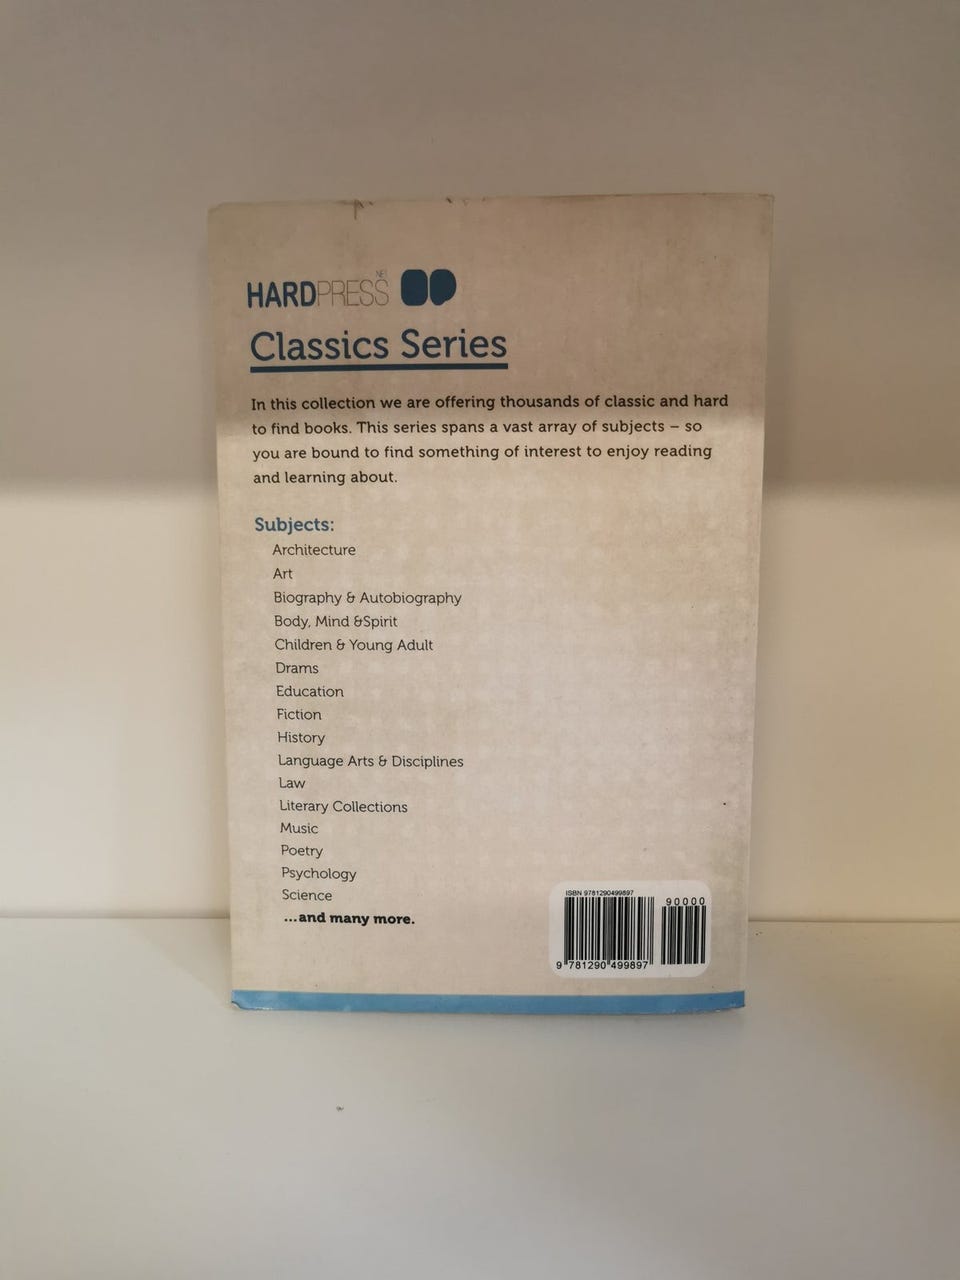 HARDPRESS NET
Classics Series
In this collection we are offering thousands of classic and hard
to find books. This series spans a vast array of subjects – so
you are bound to find something of interest to enjoy reading
and learning about.
Subjects:
Architecture
Art
Biography & Autobiography
Body, Mind &Spirit
Children & Young Adult
Drams
Education
Fiction
History
Language Arts & Disciplines
Law
Literary Collections
Music
Poetry
Psychology
Science
...and many more.
ISBN 9781290499897
90000
9 781290 499897